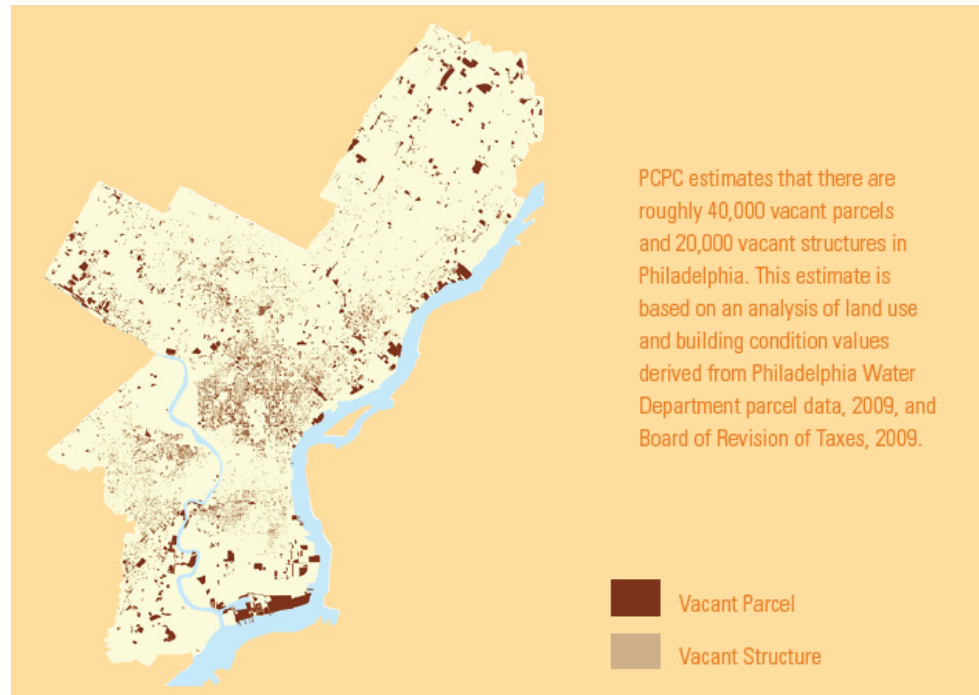 PCPC estimates that there are
roughly 40,000 vacant parcels
and 20,000 vacant structures in
Philadelphia. This estimate is
based on an analysis of land use
and building condition values
derived from Philadelphia Water
Department parcel data, 2009, and
Board of Revision of Taxes, 2009.
Vacant Parcel
Vacant Structure